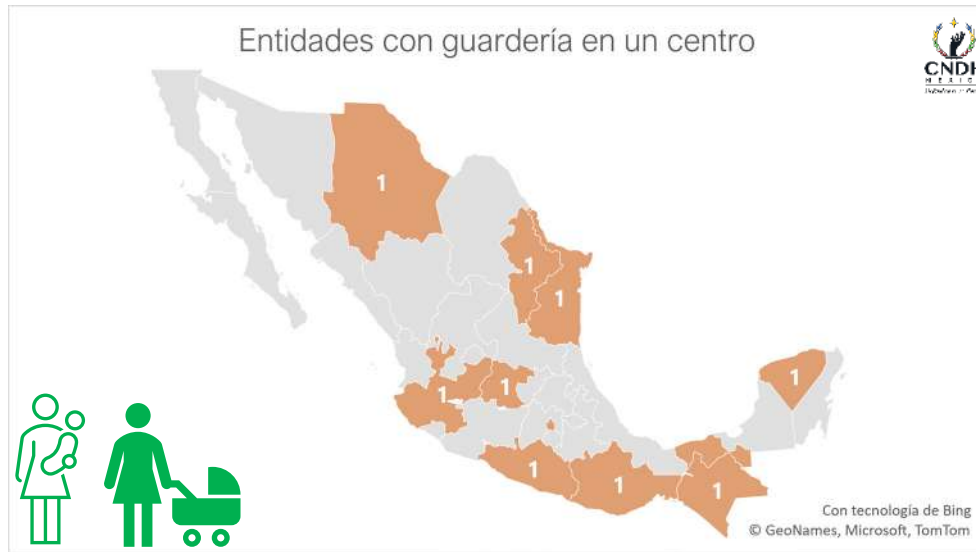 Entidades con guardería en un centro
CNDH
MÉXICO
1
1
1
1
1
1
1
1
1
Con tecnología de Bing
© GeoNames, Microsoft, TomTom